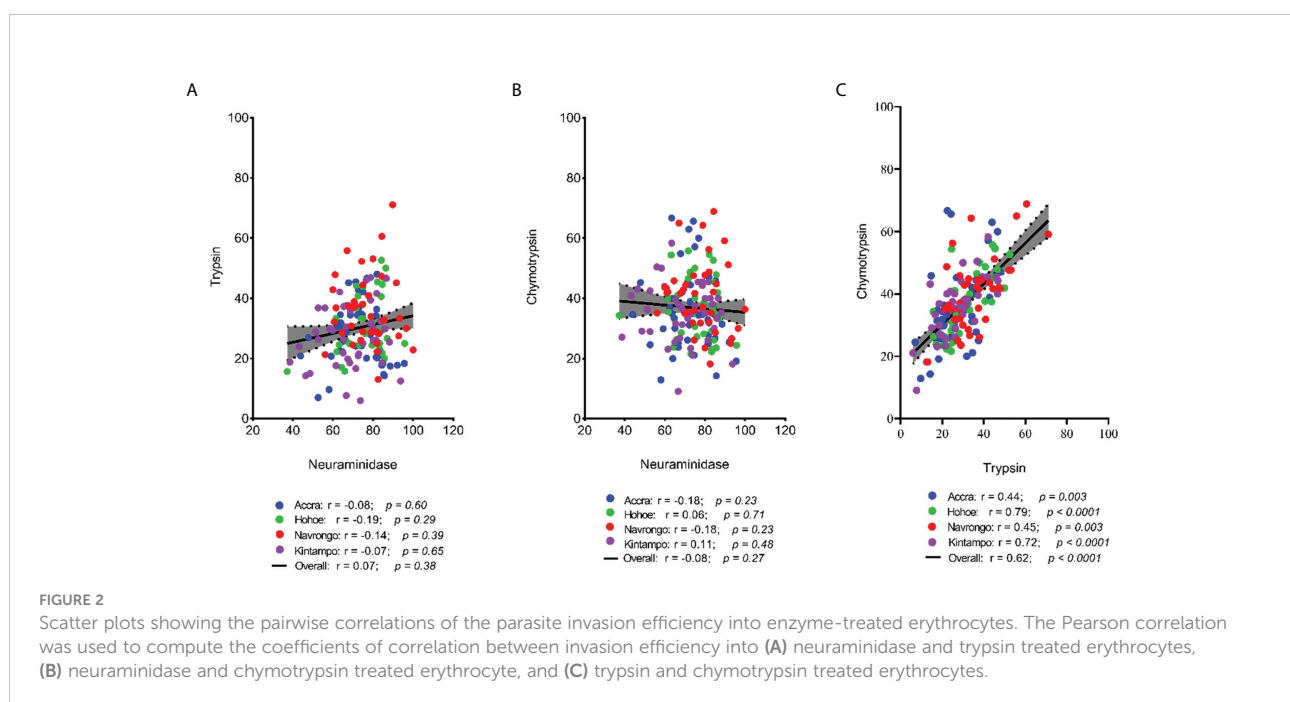 A
B
C
100
80
60
40
20
0
Trypsin
20 40 60 80 100 120
Neuraminidase
Accra: r = -0.08; p = 0.60
Hohoe: r = -0.19; p = 0.29
Navrongo: r = -0.14; p = 0.39
Kintampo: r = -0.07; p = 0.65
Overall: r 0.07; p = 0.38
100
80
60
40
20
0
Chymotrypsin
20 40 60 80 100 120
Neuraminidase
Accra: r = -0.18; p = 0.23
Hohoe: r 0.06; p = 0.71
Navrongo: r = -0.18; p = 0.23
Kintampo: r = 0.11; p = 0.48
Overall: r = -0.08; p = 0.27
100
80
60
40
20
0
Chymotrypsin
0 20 40 60 80 100
Trypsin
Accra: r = 0.44; p = 0.003
Hohoe: r = 0.79; p < 0.0001
Navrongo: r = 0.45; p = 0.003
Kintampo: r = 0.72; p < 0.0001
Overall: r = 0.62; p < 0.0001
FIGURE 2
Scatter plots showing the pairwise correlations of the parasite invasion efficiency into enzyme-treated erythrocytes. The Pearson correlation
was used to compute the coefficients of correlation between invasion efficiency into (A) neuraminidase and trypsin treated erythrocytes,
(B) neuraminidase and chymotrypsin treated erythrocyte, and (C) trypsin and chymotrypsin treated erythrocytes.